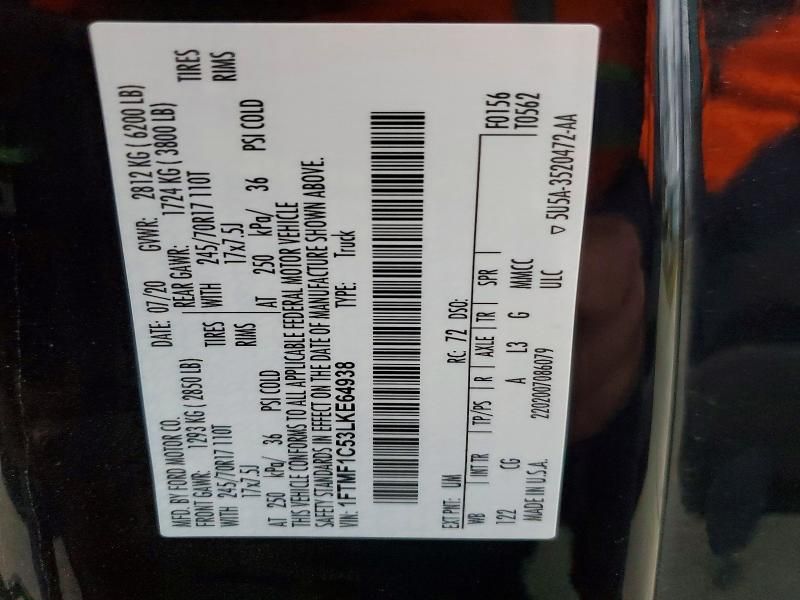 MFD. BY FORD MOTOR CO.
DATE: 07/20 GVWR: 2812 KG ( 6200 LB)
FRONT GAWR: 1293 KG ( 2850 LB) REAR GAWR: 1724 KG ( 3800 LB)
WITH 245/70R17 110T TIRES WITH 245/70R17 110T TIRES
17x7.5J RIMS 17x7.5J RIMS
AT 250 kPa/ 36 PSI COLD AT 250 kPa/ 36 PSI COLD
THIS VEHICLE CONFORMS TO ALL APPLICABLE FEDERAL MOTOR VEHICLE
SAFETY STANDARDS IN EFFECT ON THE DATE OF MANUFACTURE SHOWN ABOVE.
VIN: 1FTMF1C53LKE64938 TYPE: Truck
F0156
EXT PNT: UM RC: 72 DSO: T0562
WB INT TR TP/PS R AXLE TR SPR
122 CG A L3 G MMCC
2202007086079 ULC
MADE IN U.S.A. ▽ 5U5A-3520472-AA